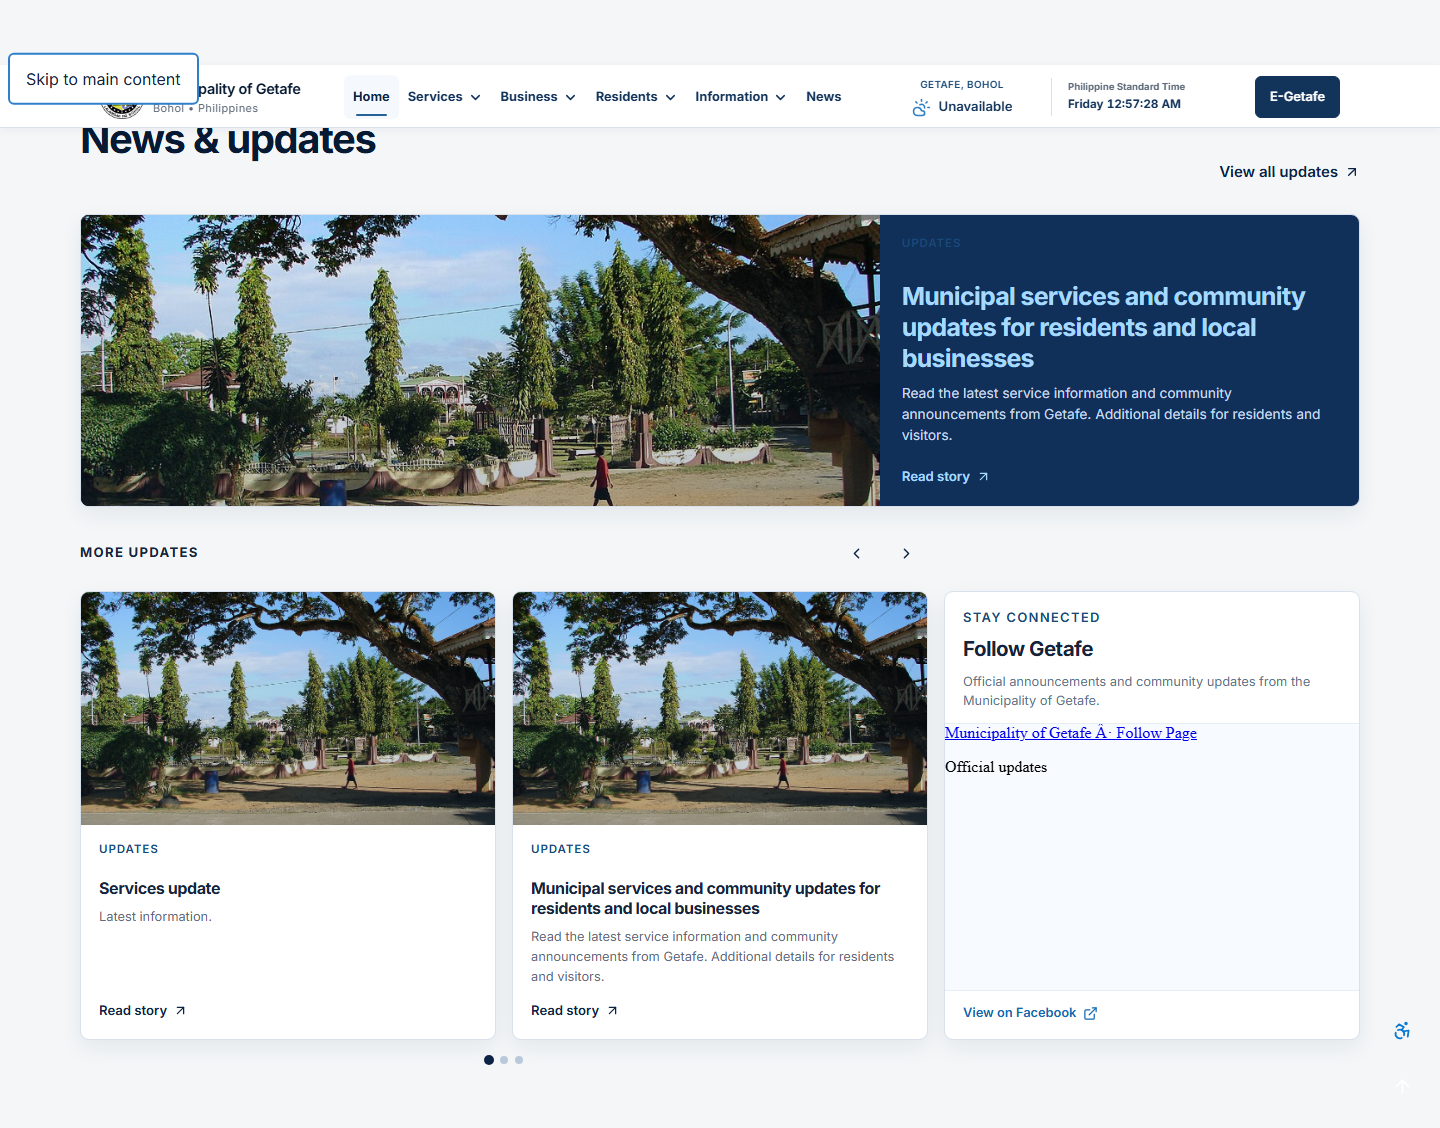 Skip to main content
pality of Getafe
Bohol • Philippines
Home
Services
Business
Residents
Information
News
GETAFE, BOHOL
Unavailable
Philippine Standard Time
Friday 12:57:28 AM
E-Getafe
News & updates
View all updates
UPDATES
Municipal services and community
updates for residents and local
businesses
Read the latest service information and community
announcements from Getafe. Additional details for residents and
visitors.
Read story
MORE UPDATES
UPDATES
Services update
Latest information.
Read story
UPDATES
Municipal services and community updates for
residents and local businesses
Read the latest service information and community
announcements from Getafe. Additional details for residents
and visitors.
Read story
STAY CONNECTED
Follow Getafe
Official announcements and community updates from the
Municipality of Getafe.
Municipality of Getafe Â· Follow Page
Official updates
View on Facebook